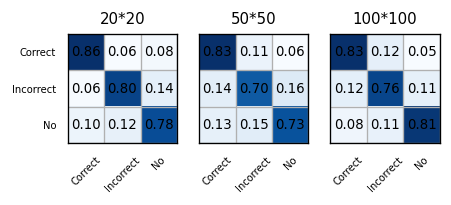 20*20 50*50 100*100
Correct 0.86 0.06 0.08 0.83 0.11 0.06 0.83 0.12 0.05
Incorrect 0.06 0.80 0.14 0.14 0.70 0.16 0.12 0.76 0.11
No 0.10 0.12 0.78 0.13 0.15 0.73 0.08 0.11 0.81
Correct Incorrect No Correct Incorrect No Correct Incorrect No